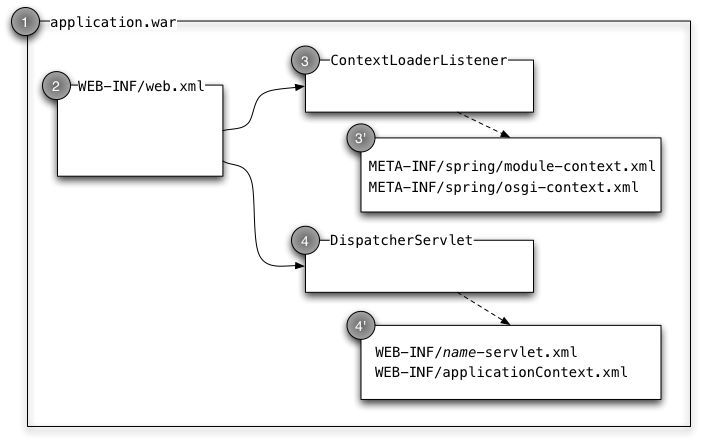 1 application.war
3 ContextLoaderListener
2 WEB-INF/web.xml
3'
META-INF/spring/module-context.xml
META-INF/spring/osgi-context.xml
4 DispatcherServlet
4'
WEB-INF/name-servlet.xml
WEB-INF/applicationContext.xml